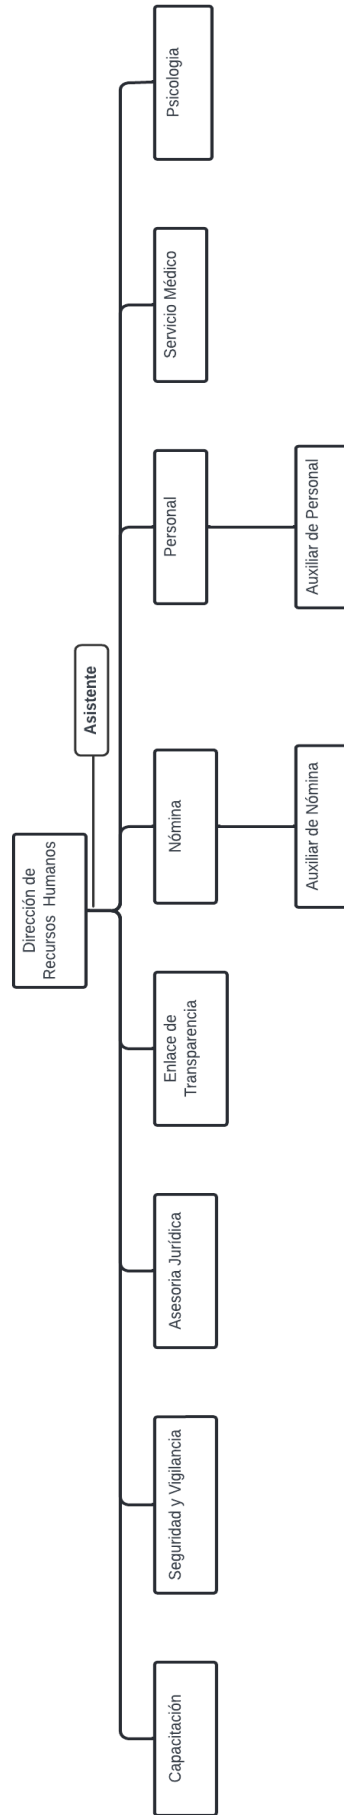 Dirección de
Recursos Humanos
Asistente
Capacitación
Seguridad y Vigilancia
Asesoria Jurídica
Enlace de
Transparencia
Nómina
Personal
Servicio Médico
Psicologia
Auxiliar de Nómina
Auxiliar de Personal